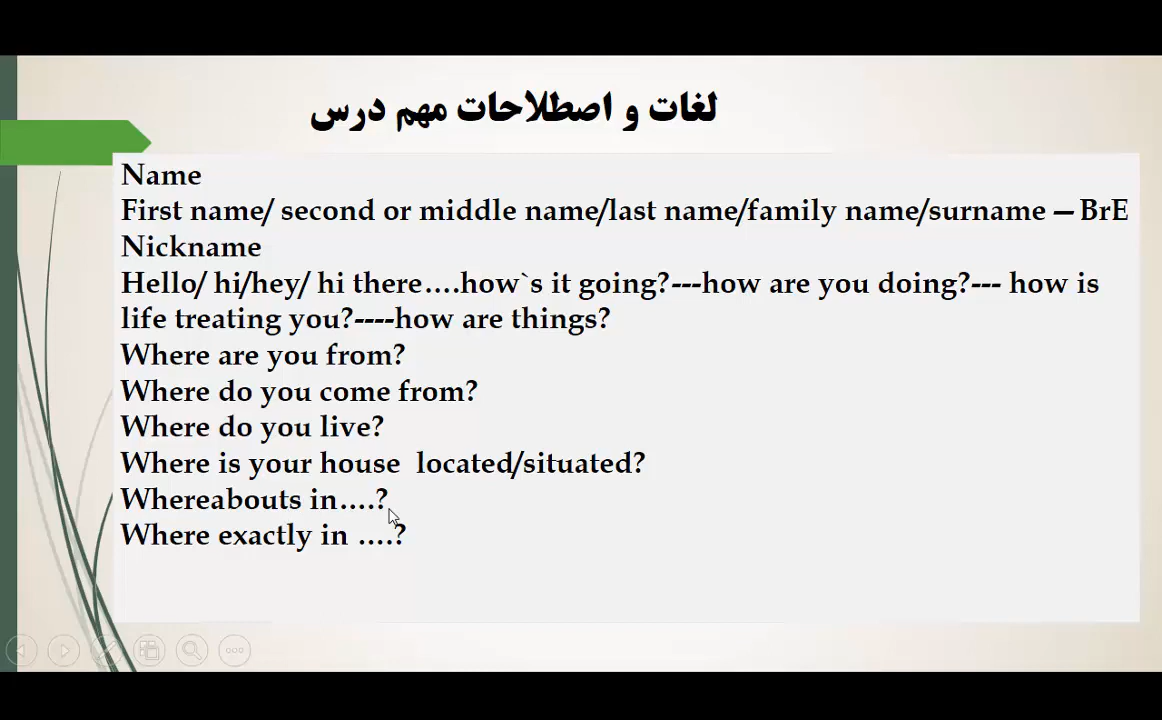 لغات و اصطلاحات مهم درس
Name
First name/ second or middle name/last name/family name/surname —BrE
Nickname
Hello/ hi/hey/ hi there….how`s it going?---how are you doing?--- how is
life treating you?----how are things?
Where are you from?
Where do you come from?
Where do you live?
Where is your house  located/situated?
Whereabouts in….?
Where exactly in ….?